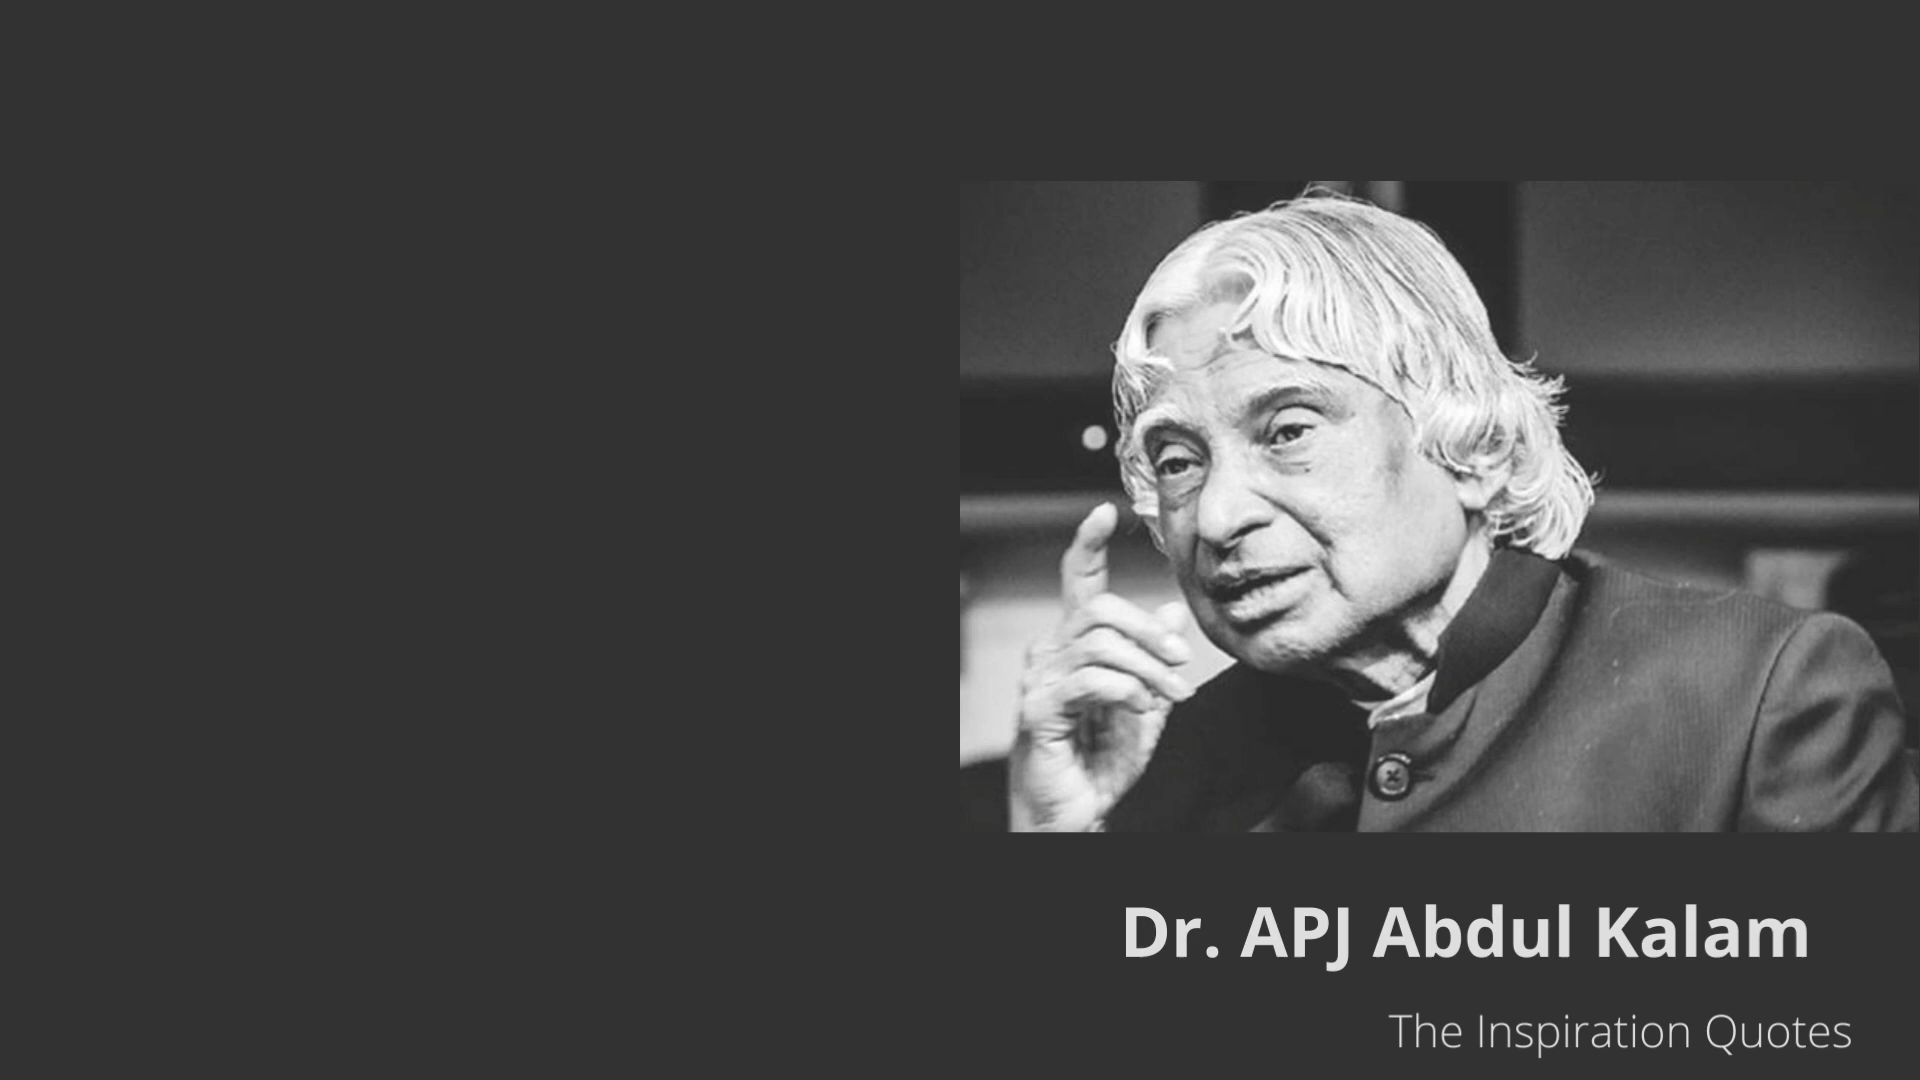 Dr. APJ Abdul Kalam
The Inspiration Quotes